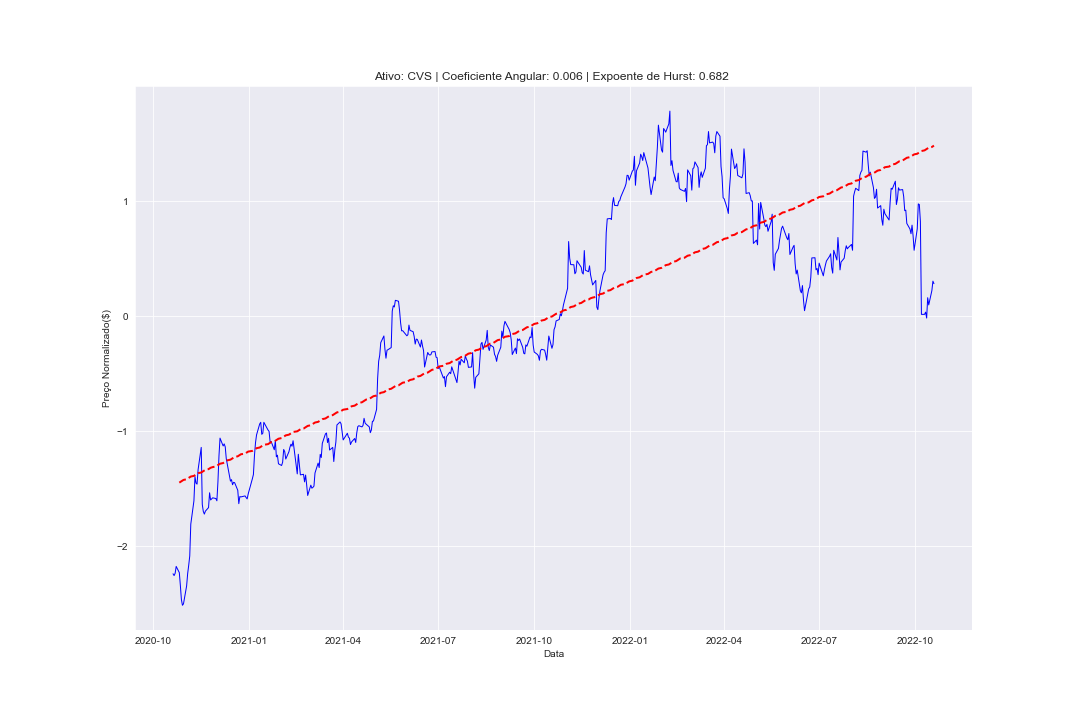 Ativo: CVS | Coeficiente Angular: 0.006 | Expoente de Hurst: 0.682
Preço Normalizado($)
1
0
−1
−2
2020-10 2021-01 2021-04 2021-07 2021-10 2022-01 2022-04 2022-07 2022-10
Data